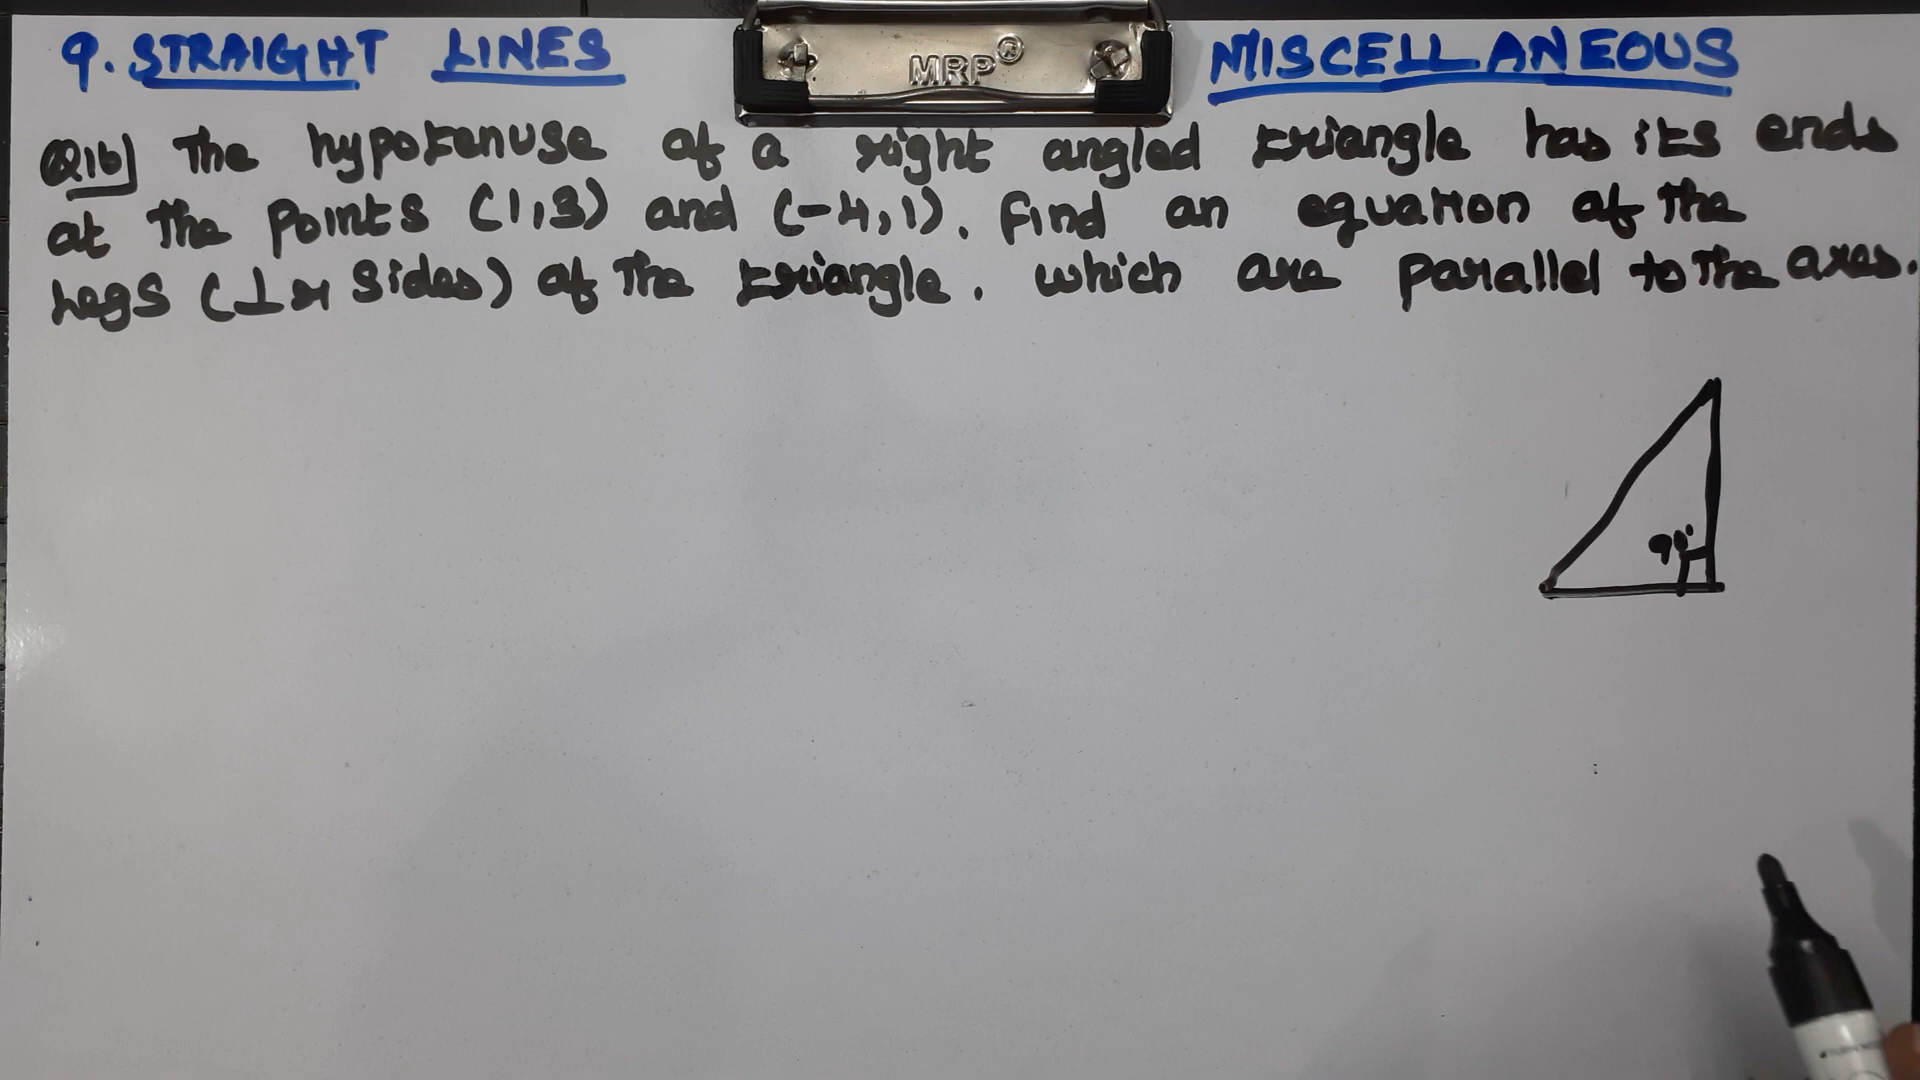 9. STRAIGHT LINES
MRP®
MISCELLANEOUS
Q16] The hypotenuse of a right angled triangle has its ends
at the points (1,3) and (-4,1). Find an equation of the
legs (⊥r sides) of the triangle. which are parallel to the axes.
90°